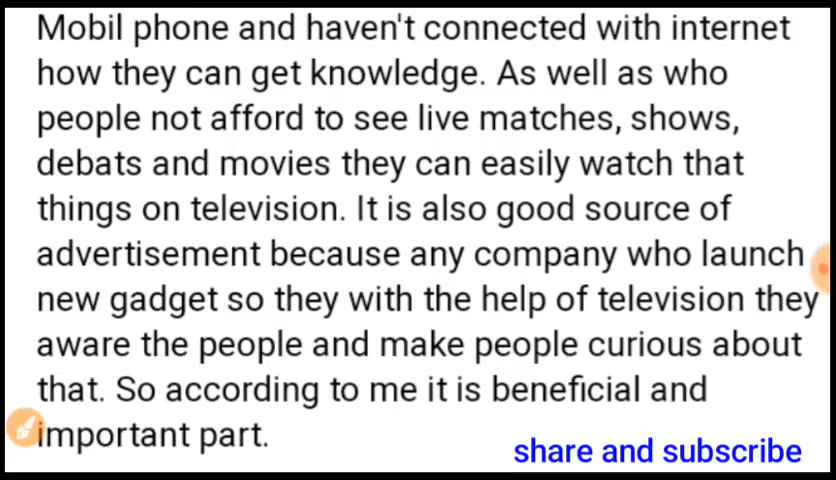 Mobil phone and haven't connected with internet
how they can get knowledge. As well as who
people not afford to see live matches, shows,
debats and movies they can easily watch that
things on television. It is also good source of
advertisement because any company who launch
new gadget so they with the help of television they
aware the people and make people curious about
that. So according to me it is beneficial and
important part.
share and subscribe